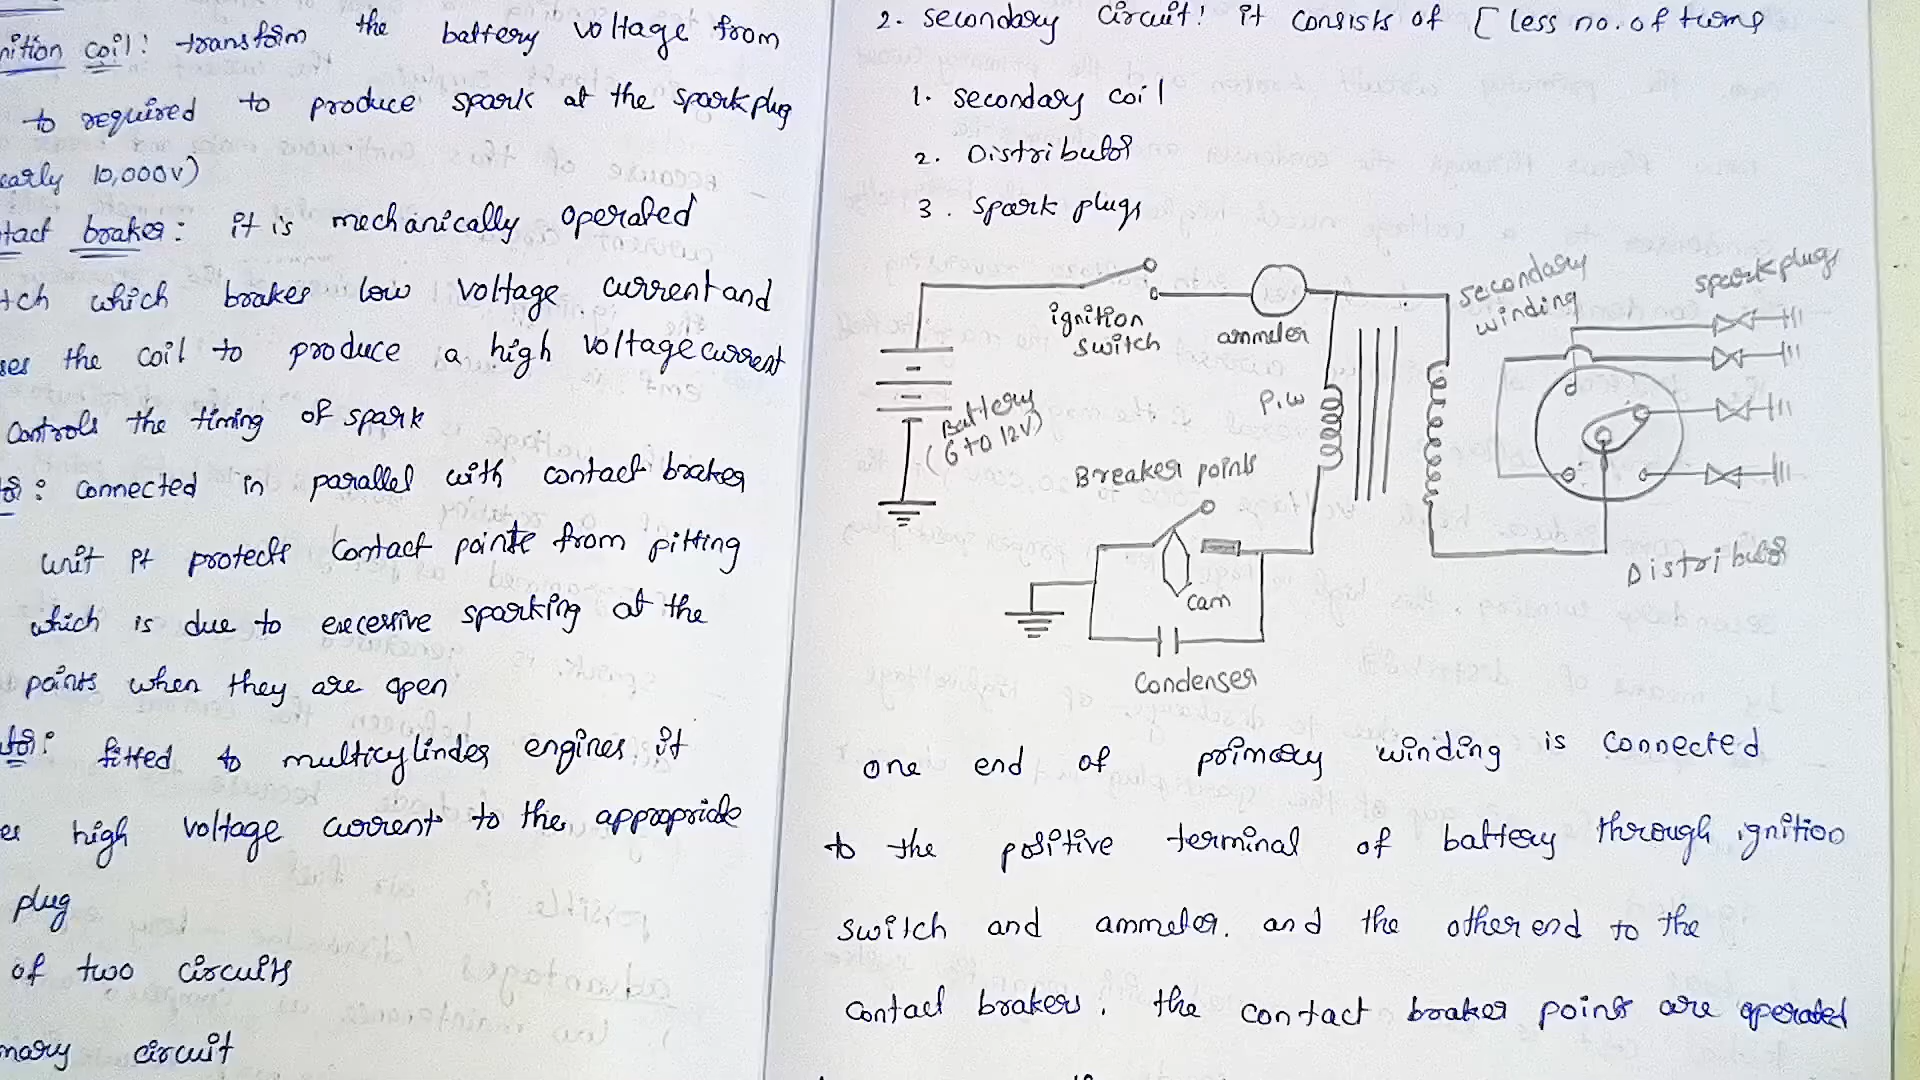 nition coil: transform the battery voltage from
to required to produce spark at the spark plug
early 10,000v)
tact braker: it is mechanically operated
tch which brakes low voltage current and
ses the coil to produce a high voltage current
controls the timing of spark
connected in parallel with contact braker
unit it protects contact points from pitting
which is due to excessive sparking at the
points when they are open
fitted to multicylinder engines. it
es high voltage current to the appropriate
plug
of two circuits
mary circuit
2. secondary circuit: it consists of [less no. of turns
1. secondary coil
2. Distributor
3. spark plugs
ignition switch
ammeter
secondary winding
spark plugs
Battery (6 to 12V)
P.W
Breaker points
cam
Distributor
Condenser
one end of primary winding is connected
to the positive terminal of battery through ignition
switch and ammeter. and the other end to the
contact brakers. the contact braker points are operated